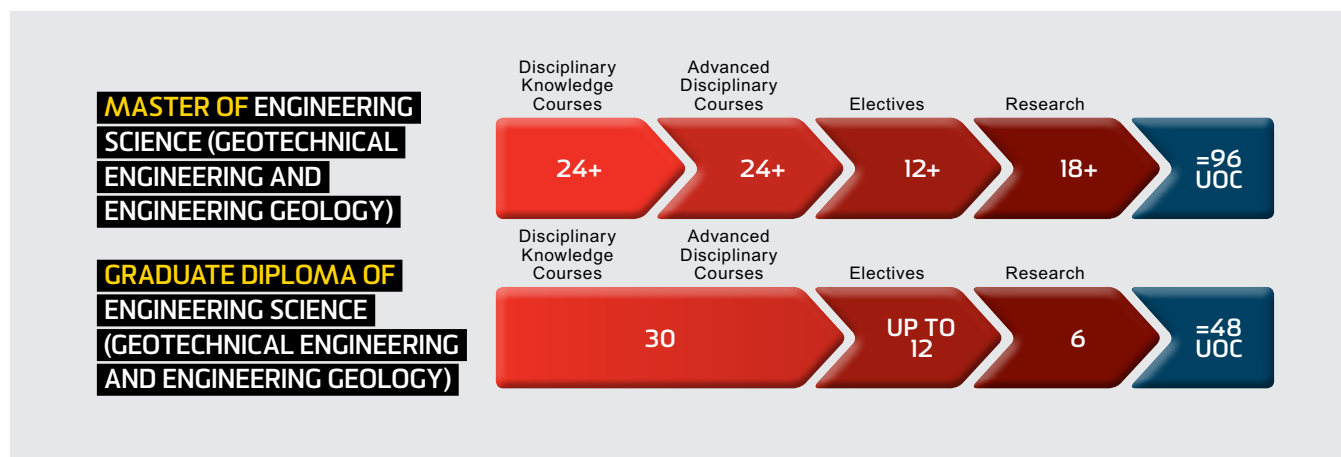 MASTER OF ENGINEERING
SCIENCE (GEOTECHNICAL
ENGINEERING AND
ENGINEERING GEOLOGY)
Disciplinary
Knowledge
Courses
Advanced
Disciplinary
Courses
Electives
Research
24+
24+
12+
18+
=96
UOC
GRADUATE DIPLOMA OF
ENGINEERING SCIENCE
(GEOTECHNICAL ENGINEERING
AND ENGINEERING GEOLOGY)
Disciplinary
Knowledge
Courses
Advanced
Disciplinary
Courses
Electives
Research
30
UP TO
12
6
=48
UOC